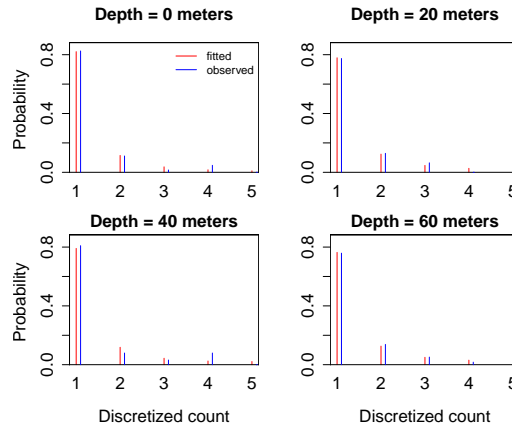 Depth = 0 meters
Probability
0.0 0.4 0.8
1 2 3 4 5
fitted
observed
Depth = 20 meters
0.0 0.4 0.8
1 2 3 4 5
Depth = 40 meters
Probability
0.0 0.4 0.8
1 2 3 4 5
Discretized count
Depth = 60 meters
0.0 0.4 0.8
1 2 3 4 5
Discretized count